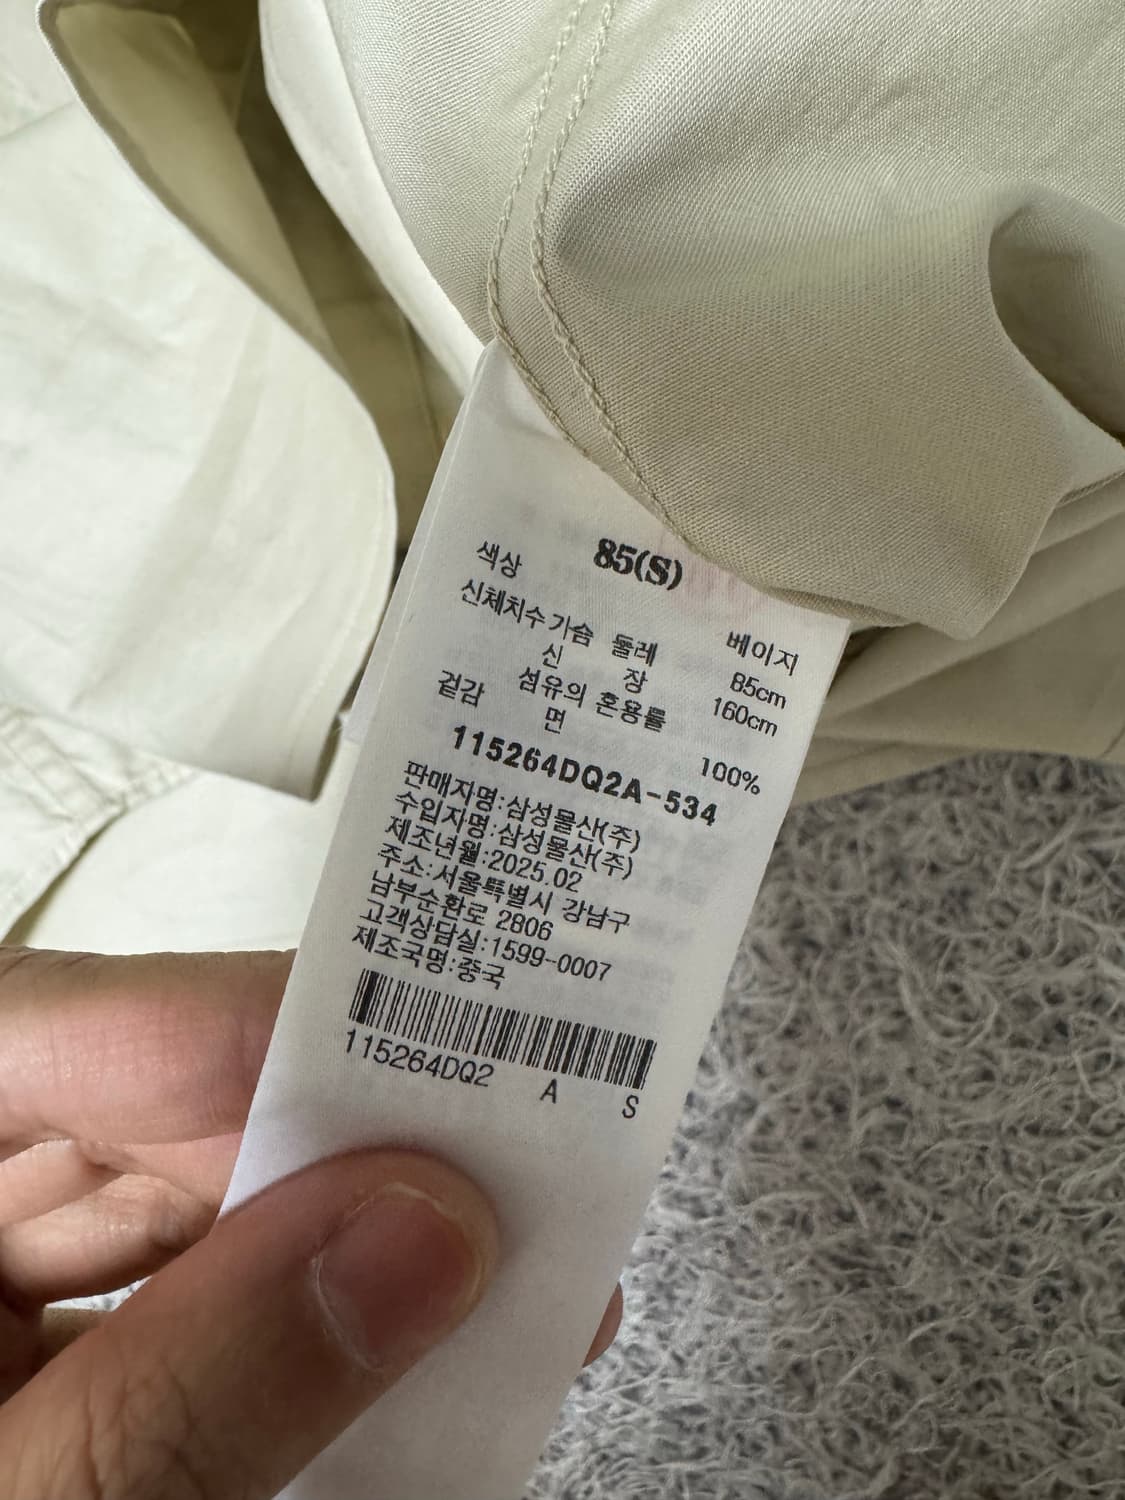 85(S)
색상 베이지
신체치수 가슴 둘레 85cm
신 장 160cm
섬유의 혼용률
겉감 면 100%
115264DQ2A-534
판매자명:삼성물산(주)
수입자명:삼성물산(주)
제조년월:2025.02
주소:서울특별시 강남구
남부순환로 2806
고객상담실:1599-0007
제조국명:중국
115264DQ2 A S